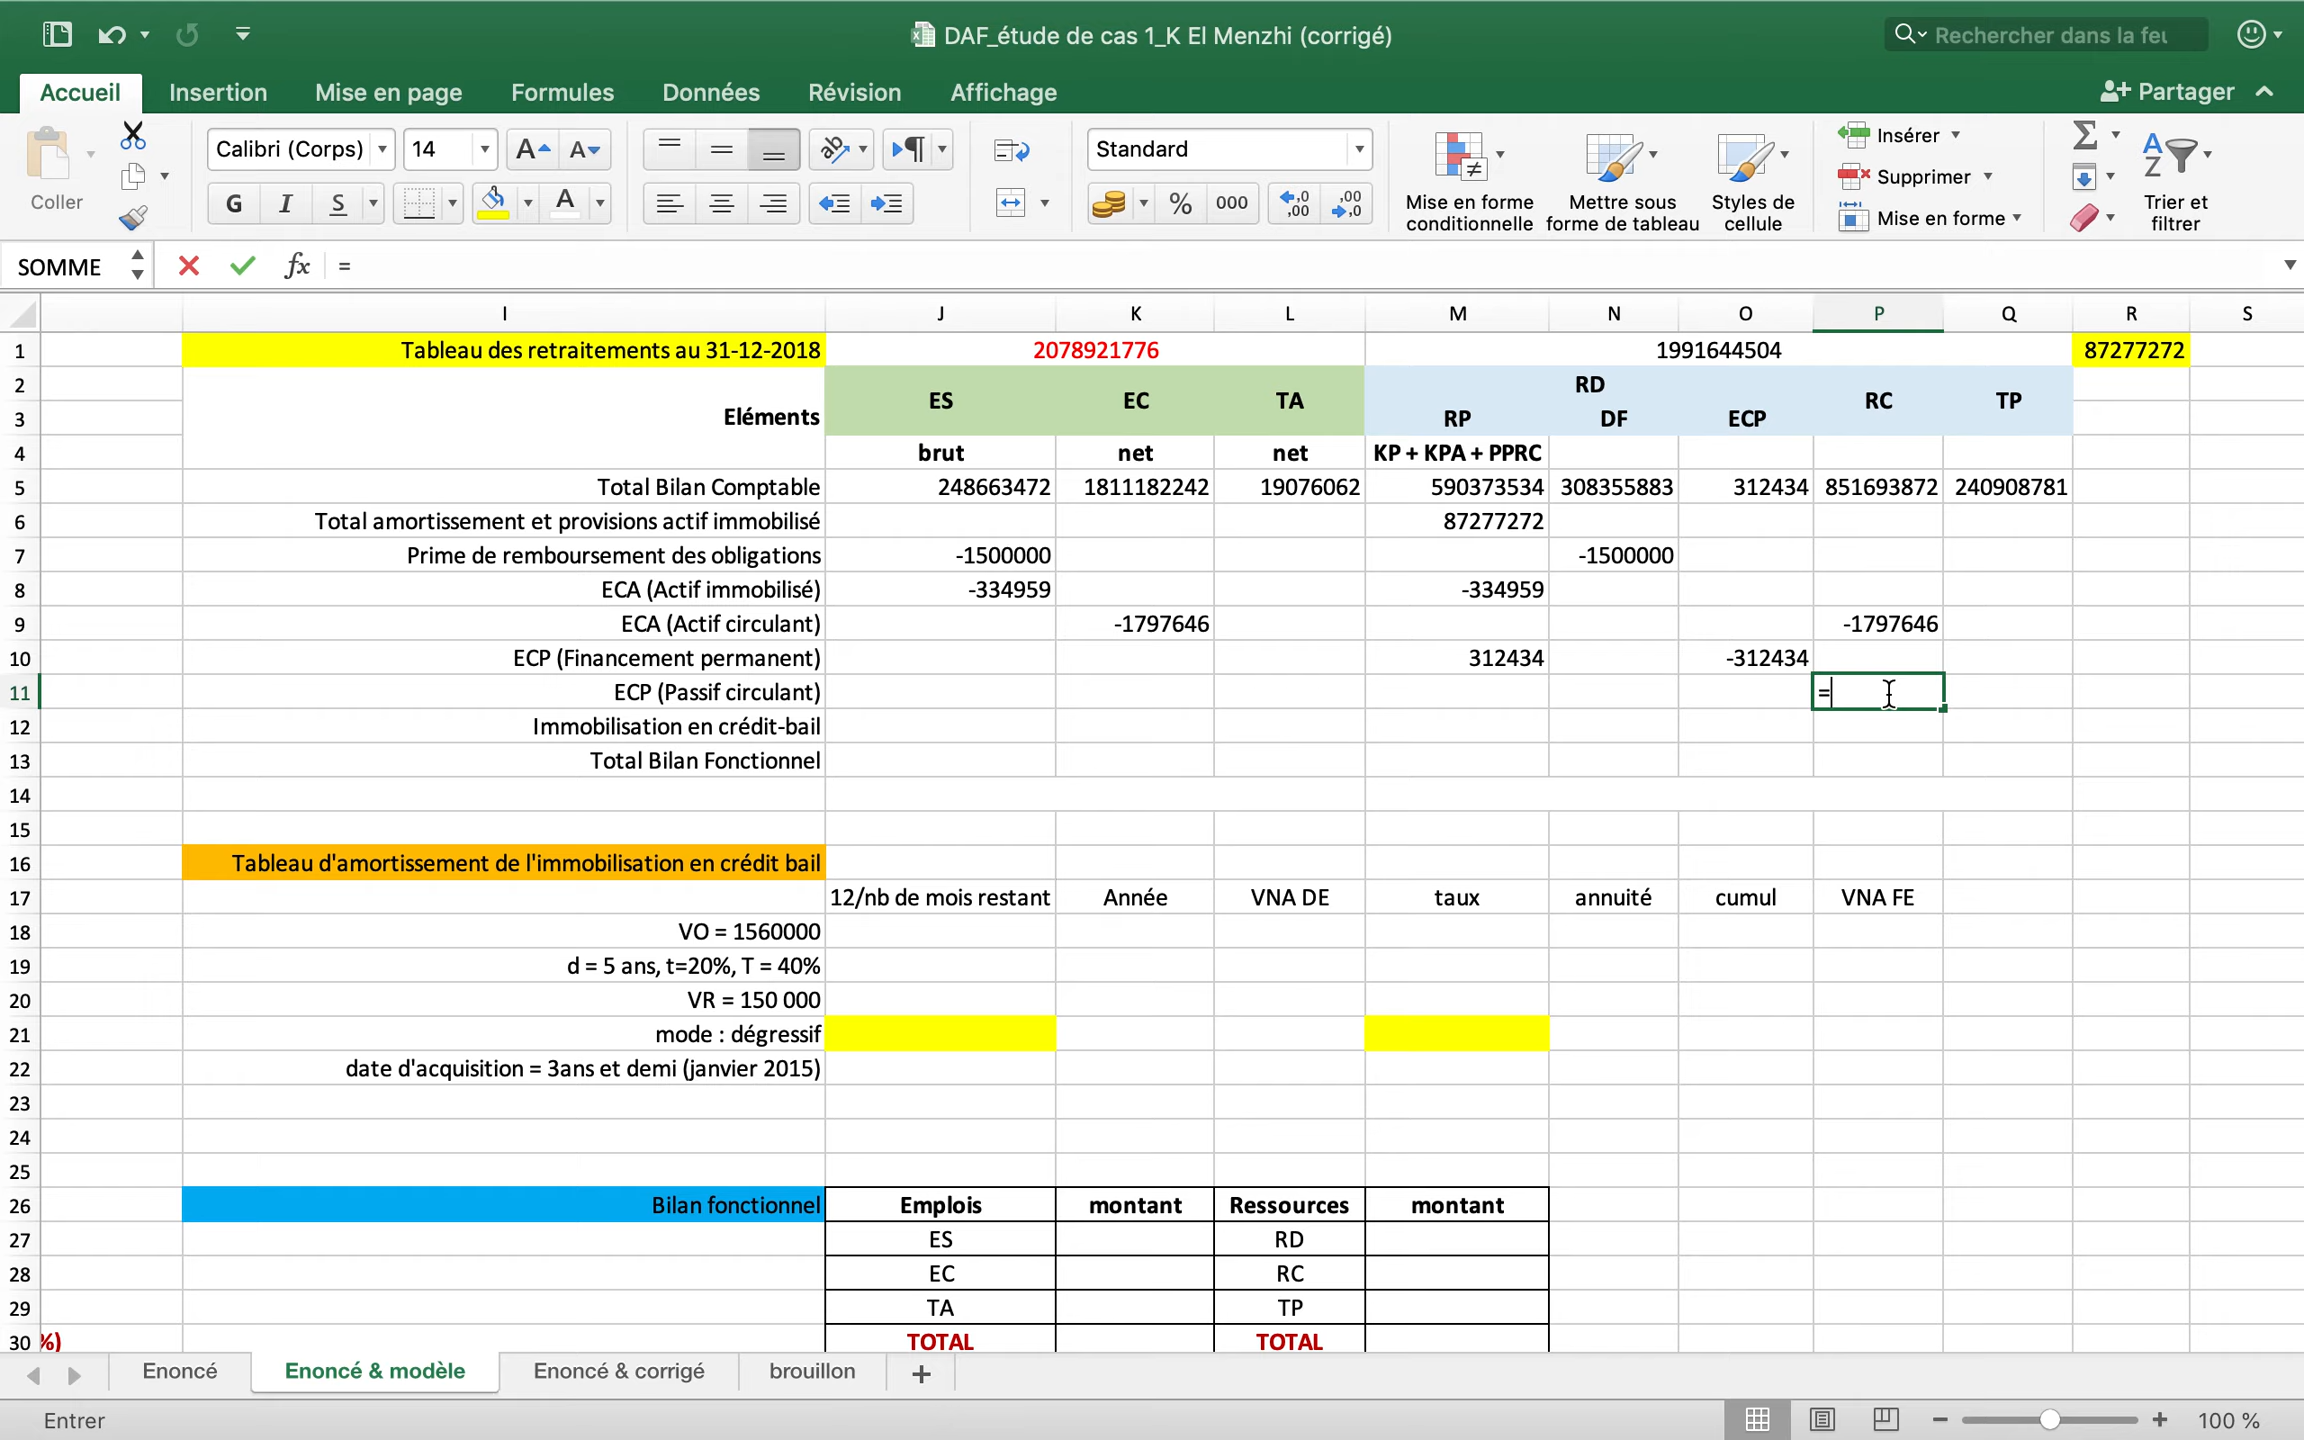 DAF_étude de cas 1_K El Menzhi (corrigé)
Rechercher dans la feu
Accueil Insertion Mise en page Formules Données Révision Affichage Partager
Coller
Calibri (Corps) 14
G I S
Standard
% 000
Mise en forme conditionnelle
Mettre sous forme de tableau
Styles de cellule
Insérer
Supprimer
Mise en forme
Trier et filtrer
SOMME fx =
I J K L M N O P Q R S
1 Tableau des retraitements au 31-12-2018 2078921776 1991644504 87277272
2 ES EC TA RD RC TP
3 Eléments RP DF ECP
4 brut net net KP + KPA + PPRC
5 Total Bilan Comptable 248663472 1811182242 19076062 590373534 308355883 312434 851693872 240908781
6 Total amortissement et provisions actif immobilisé 87277272
7 Prime de remboursement des obligations -1500000 -1500000
8 ECA (Actif immobilisé) -334959 -334959
9 ECA (Actif circulant) -1797646 -1797646
10 ECP (Financement permanent) 312434 -312434
11 ECP (Passif circulant) =
12 Immobilisation en crédit-bail
13 Total Bilan Fonctionnel
14
15
16 Tableau d'amortissement de l'immobilisation en crédit bail
17 12/nb de mois restant Année VNA DE taux annuité cumul VNA FE
18 VO = 1560000
19 d = 5 ans, t=20%, T = 40%
20 VR = 150 000
21 mode : dégressif
22 date d'acquisition = 3ans et demi (janvier 2015)
23
24
25
26 Bilan fonctionnel Emplois montant Ressources montant
27 ES RD
28 EC RC
29 TA TP
30 %) TOTAL TOTAL
Enoncé Enoncé & modèle Enoncé & corrigé brouillon +
Entrer 100 %